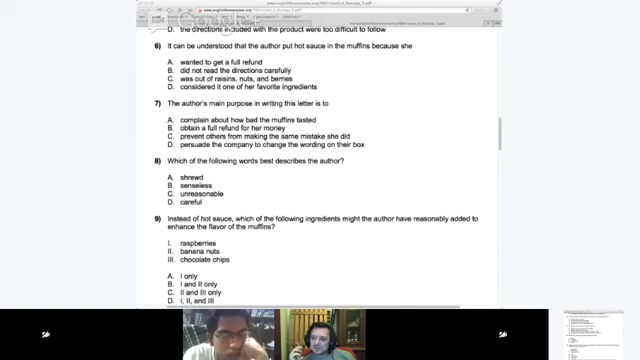 Google+
D. the directions included with the product were too difficult to follow
6) It can be understood that the author put hot sauce in the muffins because she
A. wanted to get a full refund
B. did not read the directions carefully
C. was out of raisins, nuts, and berries
D. considered it one of her favorite ingredients
7) The author's main purpose in writing this letter is to
A. complain about how bad the muffins tasted
B. obtain a full refund for her money
C. prevent others from making the same mistake she did
D. persuade the company to change the wording on their box
8) Which of the following words best describes the author?
A. shrewd
B. senseless
C. unreasonable
D. careful
9) Instead of hot sauce, which of the following ingredients might the author have reasonably added to
enhance the flavor of the muffins?
I. raspberries
II. banana nuts
III. chocolate chips
A. I only
B. I and II only
C. II and III only
D. I, II, and III